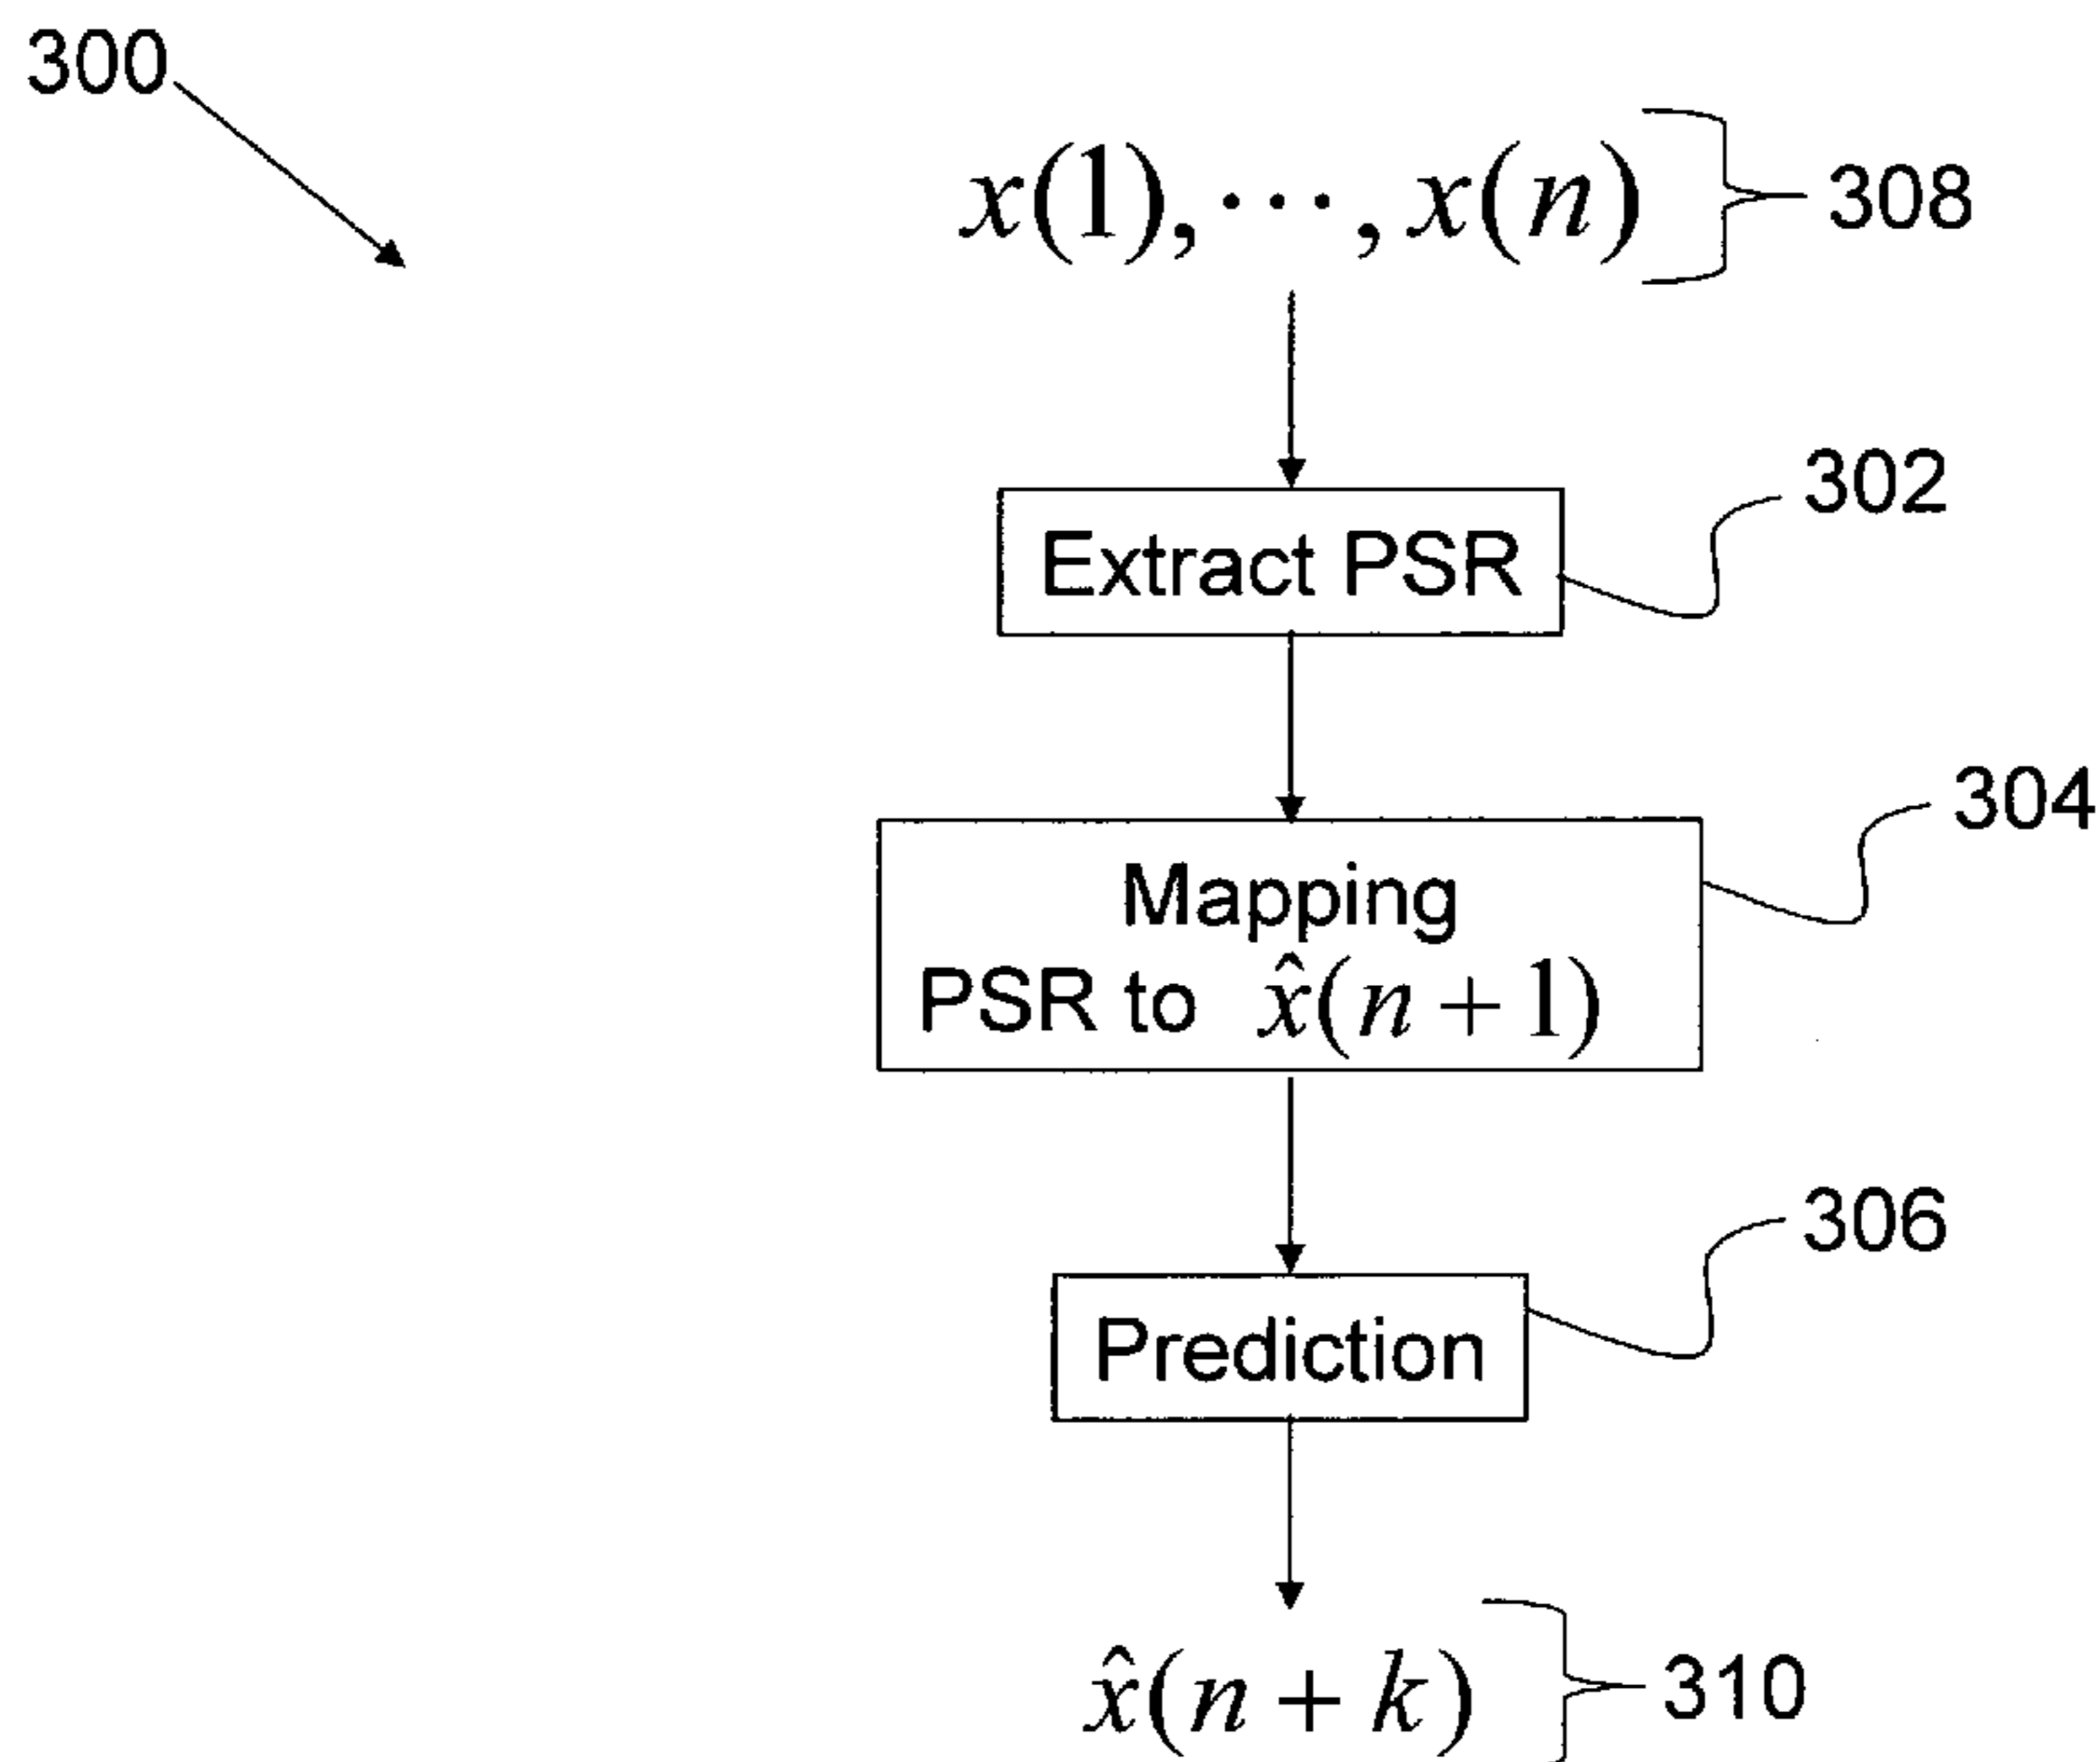 300
x(1), ⋯, x(n) 308
302
Extract PSR
304
Mapping
PSR to x̂(n + 1)
306
Prediction
x̂(n + k) 310